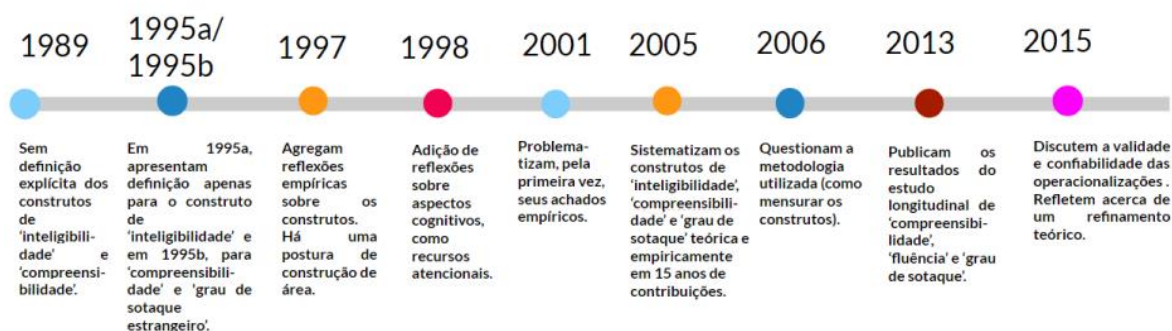 1989
1995a/
1995b
1997
1998
2001
2005
2006
2013
2015
Sem
definição
explícita dos
construtos
de
‘inteligibili-
dade’ e
‘compreensi-
bilidade’.
Em 1995a,
apresentam
definição apenas
para o construto
de
‘inteligibilidade’ e
em 1995b, para
‘compreensibili-
dade’ e ‘grau de
sotaque
estrangeiro’.
Agregam
reflexões
empíricas
sobre os
construtos.
Há uma
postura de
construção de
área.
Adição de
reflexões
sobre
aspectos
cognitivos,
como
recursos
atencionais.
Problema-
tizam, pela
primeira vez,
seus achados
empíricos.
Sistematizam os
construtos de
‘inteligibilidade’,
‘compreensibili-
dade’ e ‘grau de
sotaque’ teórica e
empiricamente
em 15 anos de
contribuições.
Questionam a
metodologia
utilizada (como
mensurar os
construtos).
Publicam os
resultados do
estudo
longitudinal de
‘compreensibi-
lidade’,
‘fluência’ e ‘grau
de sotaque’.
Discutem a validade
e confiabilidade das
operacionalizações .
Refletem acerca de
um refinamento
teórico.